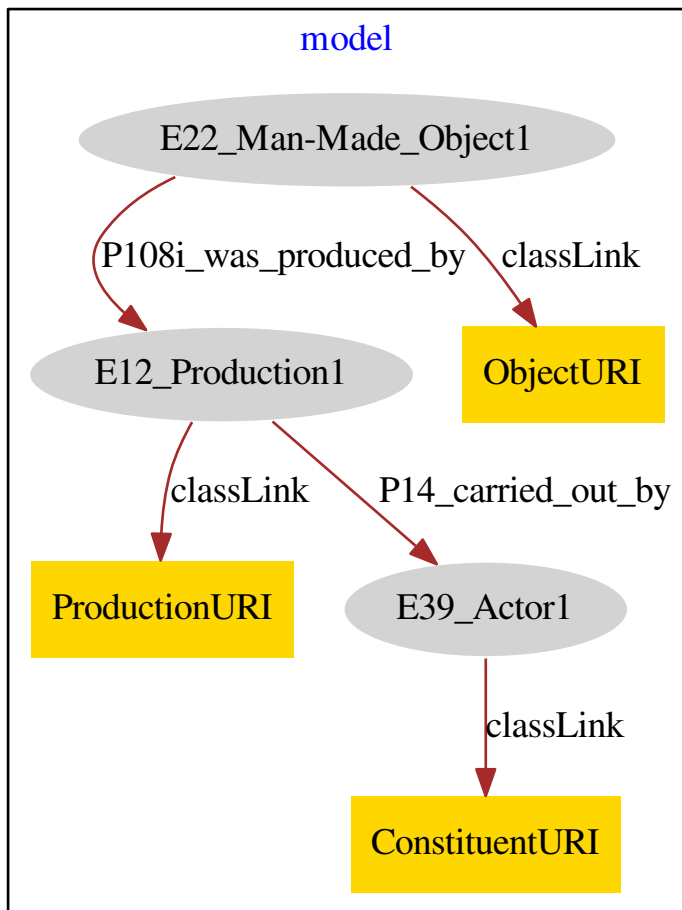 model
E22_Man-Made_Object1
P108i_was_produced_by
classLink
E12_Production1
ObjectURI
classLink
P14_carried_out_by
ProductionURI
E39_Actor1
classLink
ConstituentURI